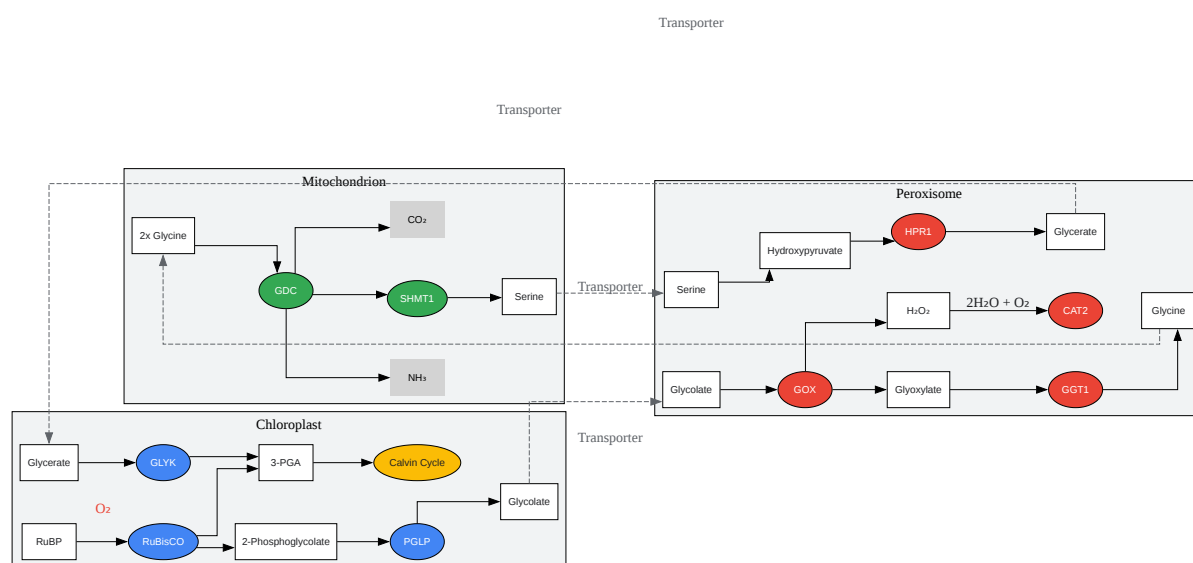 Transporter
Transporter
Mitochondrion
2x Glycine
CO₂
GDC
SHMT1
Serine
NH₃
Transporter
Peroxisome
HPR1
Glycerate
Hydroxypyruvate
Serine
H₂O₂
2H₂O + O₂
CAT2
Glycine
Glycolate
GOX
Glyoxylate
GGT1
Transporter
Chloroplast
Glycerate
GLYK
3-PGA
Calvin Cycle
Glycolate
O₂
RuBP
RuBisCO
2-Phosphoglycolate
PGLP